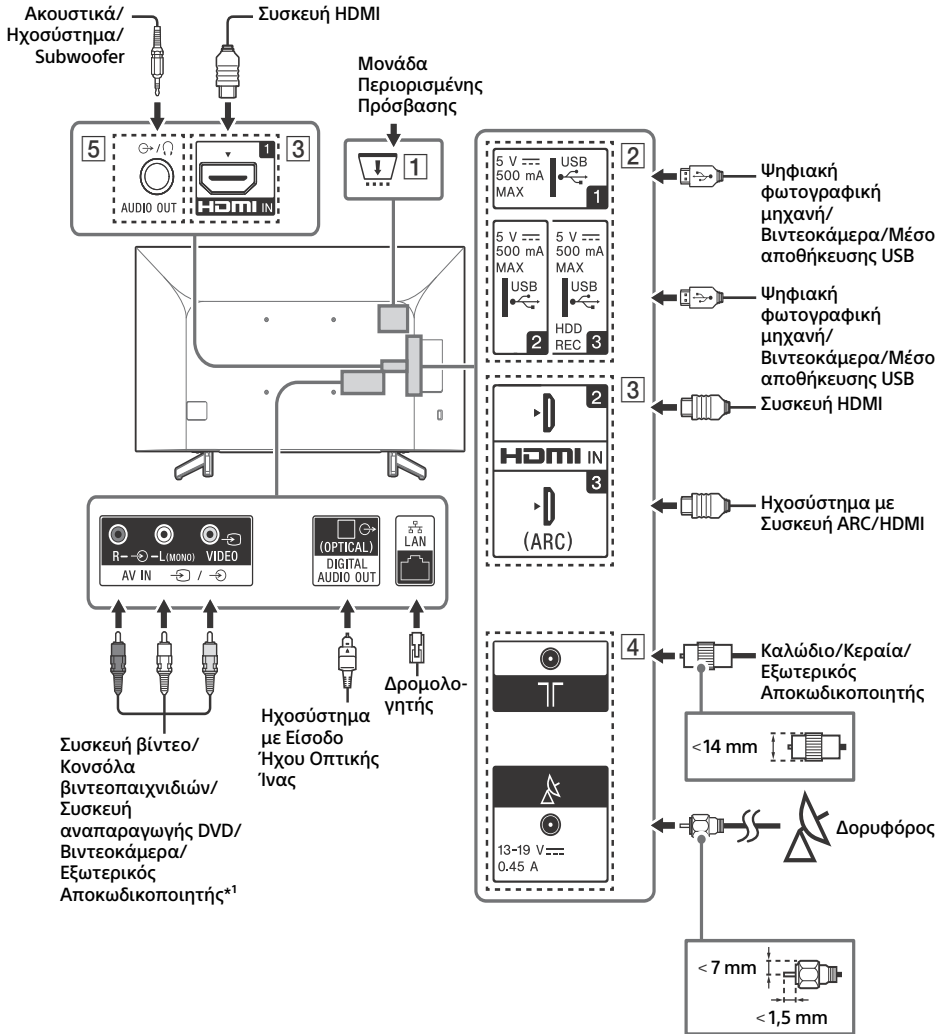 Ακουστικά/
Ηχοσύστημα/
Subwoofer
Συσκευή HDMI
Μονάδα
Περιορισμένης
Πρόσβασης
5
AUDIO OUT
1
HDMI IN
3
1
5 V
500 mA
MAX
USB
1
2
Ψηφιακή
φωτογραφική
μηχανή/
Βιντεοκάμερα/Μέσο
αποθήκευσης USB
5 V
500 mA
MAX
USB
2
5 V
500 mA
MAX
USB
HDD
REC 3
Ψηφιακή
φωτογραφική
μηχανή/
Βιντεοκάμερα/Μέσο
αποθήκευσης USB
2
3
Συσκευή HDMI
HDMI IN
3
(ARC)
Ηχοσύστημα με
Συσκευή ARC/HDMI
R- -L(MONO) VIDEO
AV IN /
(OPTICAL)
DIGITAL
AUDIO OUT
LAN
Συσκευή βίντεο/
Κονσόλα
βιντεοπαιχνιδιών/
Συσκευή
αναπαραγωγής DVD/
Βιντεοκάμερα/
Εξωτερικός
Αποκωδικοποιητής*1
Ηχοσύστημα
με Είσοδο
Ήχου Οπτικής
Ίνας
Δρομολο-
γητής
4
Καλώδιο/Κεραία/
Εξωτερικός
Αποκωδικοποιητής
<14 mm
13-19 V
0.45 A
Δορυφόρος
< 7 mm
<1,5 mm